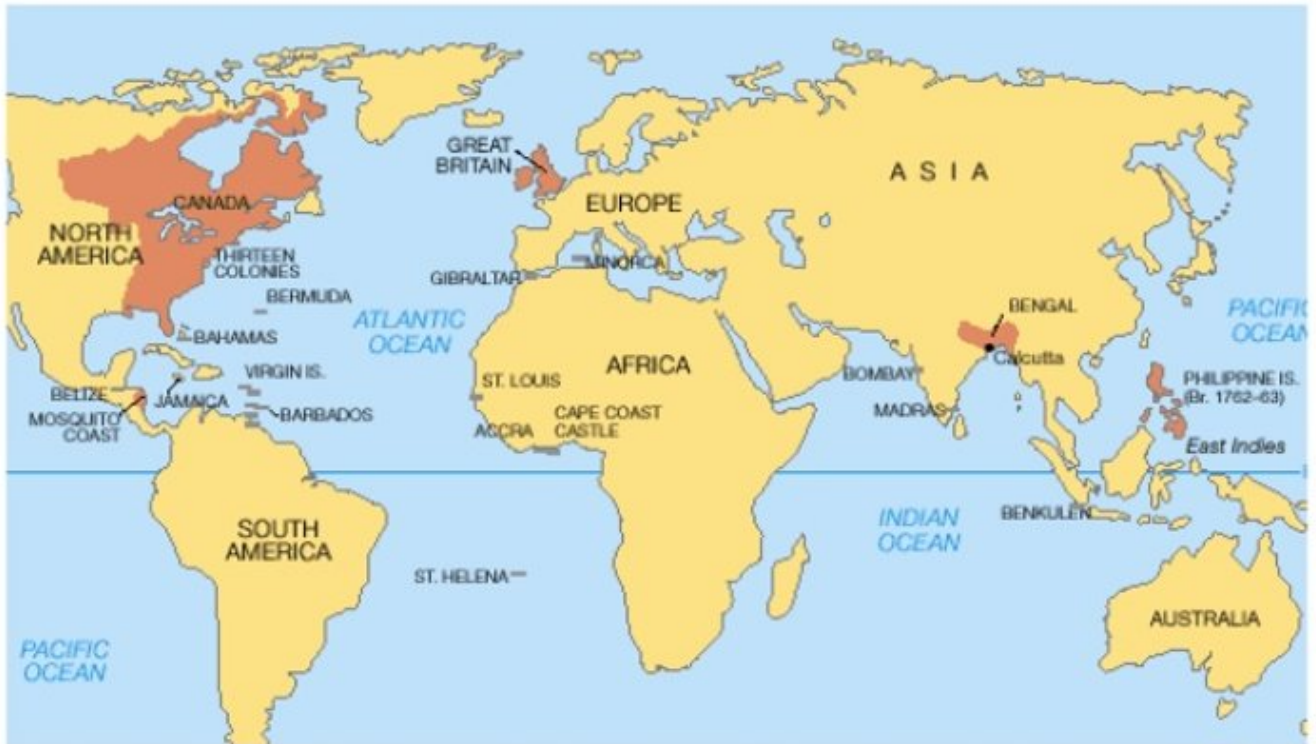 GREAT
BRITAIN
ASIA
CANADA
EUROPE
NORTH
AMERICA
THIRTEEN
COLONIES
MINORCA
GIBRALTAR
BERMUDA
ATLANTIC
OCEAN
BENGAL
PACIFIC
OCEAN
BAHAMAS
Calcutta
AFRICA
VIRGIN IS.
ST. LOUIS
BOMBAY
PHILIPPINE IS.
(Br. 1762-63)
BELIZE
JAMAICA
MOSQUITO
COAST
BARBADOS
CAPE COAST
CASTLE
ACCRA
MADRAS
East Indies
BENKULEN
INDIAN
OCEAN
SOUTH
AMERICA
ST. HELENA
AUSTRALIA
PACIFIC
OCEAN